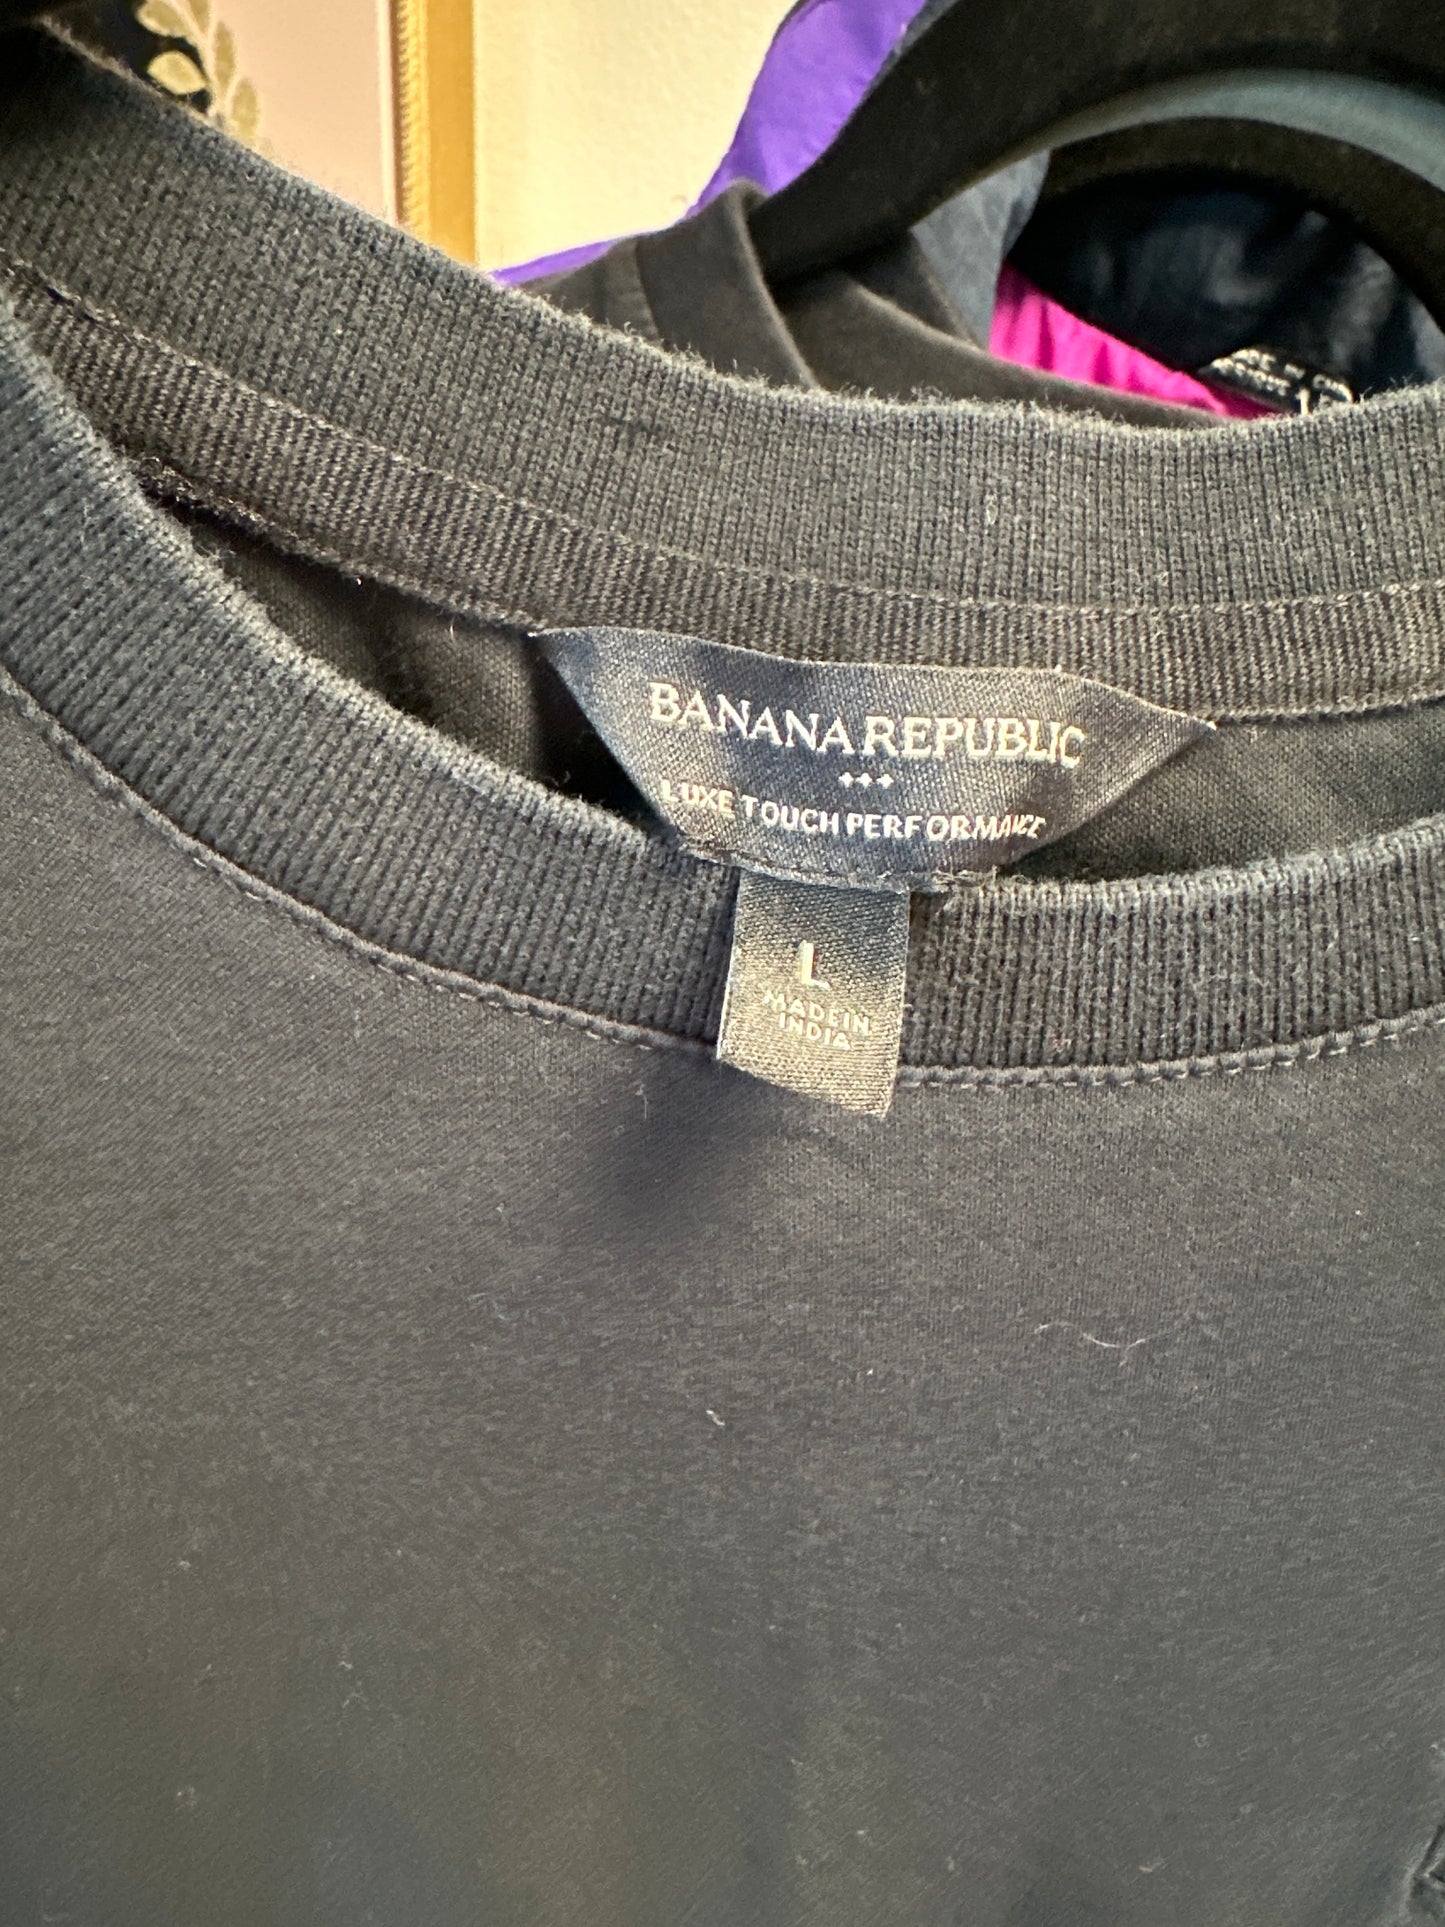 BANANA REPUBLIC
LUXE TOUCH PERFORMANCE
L
MADE IN
INDIA